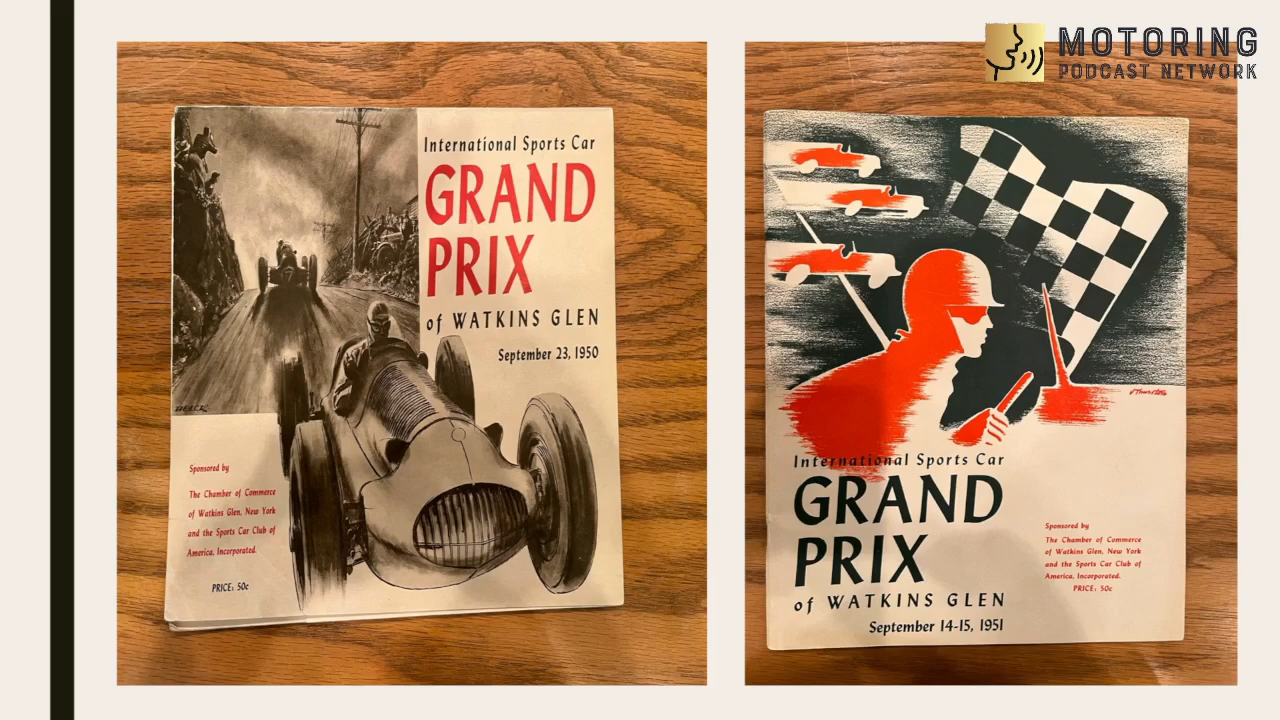 MOTORING
PODCAST NETWORK
International Sports Car
GRAND
PRIX
of WATKINS GLEN
September 23, 1950
Sponsored by
The Chamber of Commerce
of Watkins Glen, New York
and the Sports Car Club of
America, Incorporated.
PRICE: 50c
International Sports Car
GRAND
PRIX
of WATKINS GLEN
September 14-15, 1951
Sponsored by
The Chamber of Commerce
of Watkins Glen, New York
and the Sports Car Club of
America, Incorporated.
PRICE: 50c